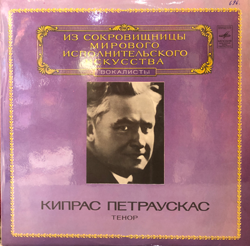 ИЗ СОКРОВИЩНИЦЫ
МИРОВОГО
ИСПОЛНИТЕЛЬСКОГО
ИСКУССТВА
ВОКАЛИСТЫ
КИПРАС ПЕТРАУСКАС
ТЕНОР